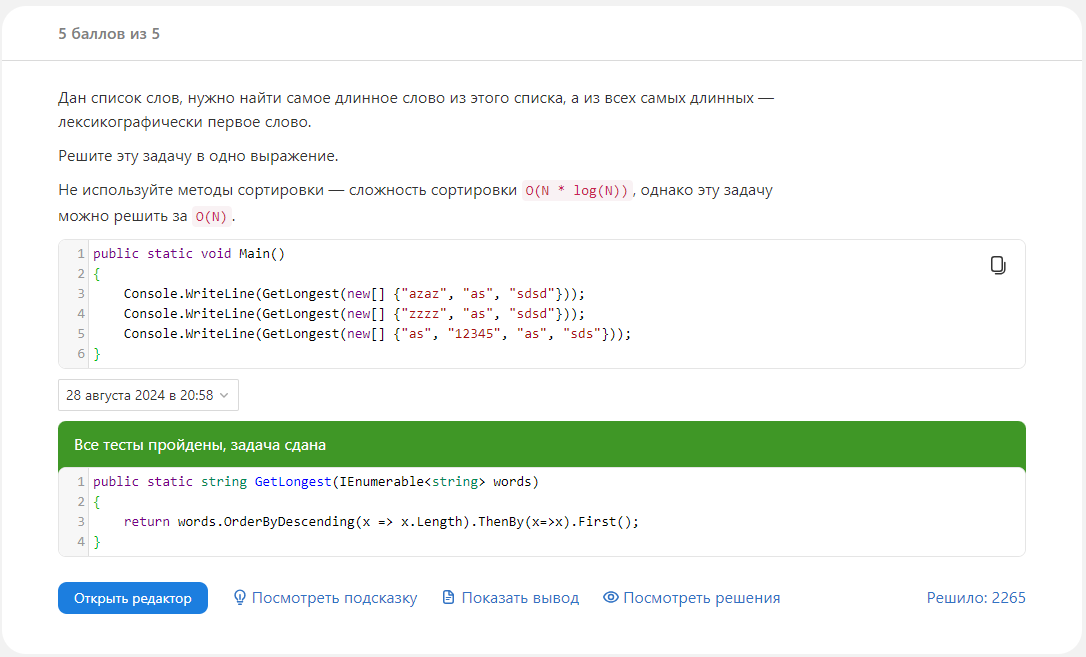 5 баллов из 5
Дан список слов, нужно найти самое длинное слово из этого списка, а из всех самых длинных —
лексикографически первое слово.
Решите эту задачу в одно выражение.
Не используйте методы сортировки — сложность сортировки O(N * log(N)), однако эту задачу
можно решить за O(N).
1 public static void Main()
2 {
3     Console.WriteLine(GetLongest(new[] {"azaz", "as", "sdsd"}));
4     Console.WriteLine(GetLongest(new[] {"zzzz", "as", "sdsd"}));
5     Console.WriteLine(GetLongest(new[] {"as", "12345", "as", "sds"}));
6 }
28 августа 2024 в 20:58
Все тесты пройдены, задача сдана
1 public static string GetLongest(IEnumerable<string> words)
2 {
3     return words.OrderByDescending(x => x.Length).ThenBy(x=>x).First();
4 }
Открыть редактор Посмотреть подсказку Показать вывод Посмотреть решения Решило: 2265